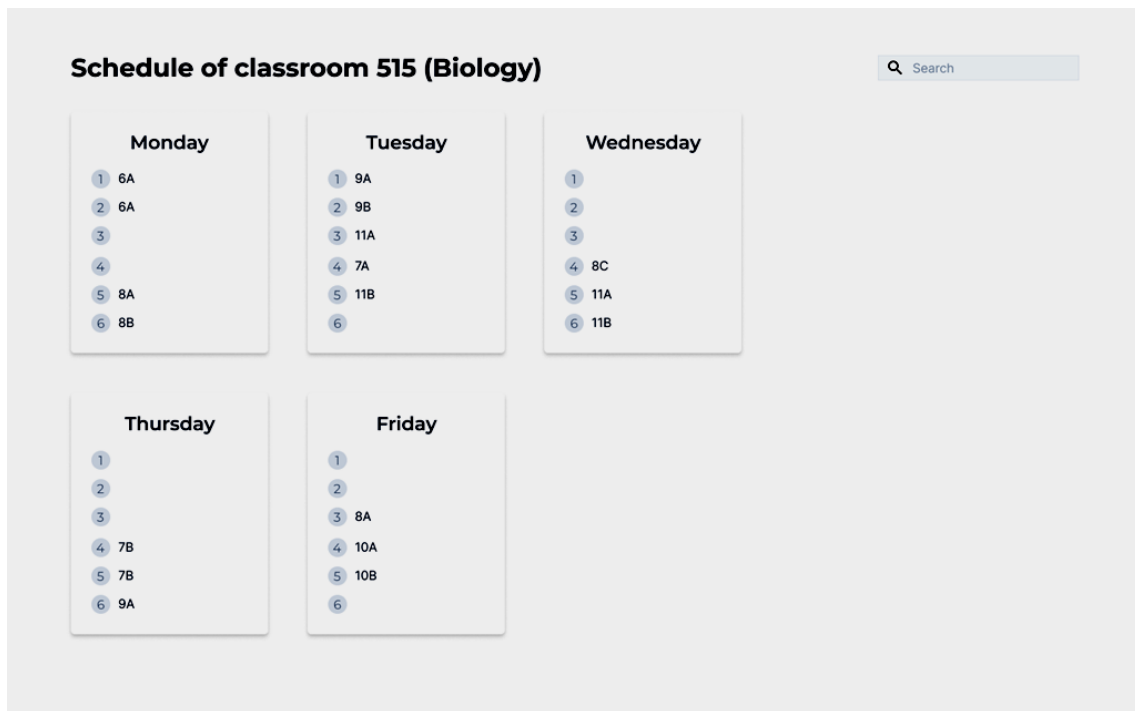 Schedule of classroom 515 (Biology)
Search
Monday
1 6A
2 6A
3
4
5 8A
6 8B
Tuesday
1 9A
2 9B
3 11A
4 7A
5 11B
6
Wednesday
1
2
3
4 8C
5 11A
6 11B
Thursday
1
2
3
4 7B
5 7B
6 9A
Friday
1
2
3 8A
4 10A
5 10B
6